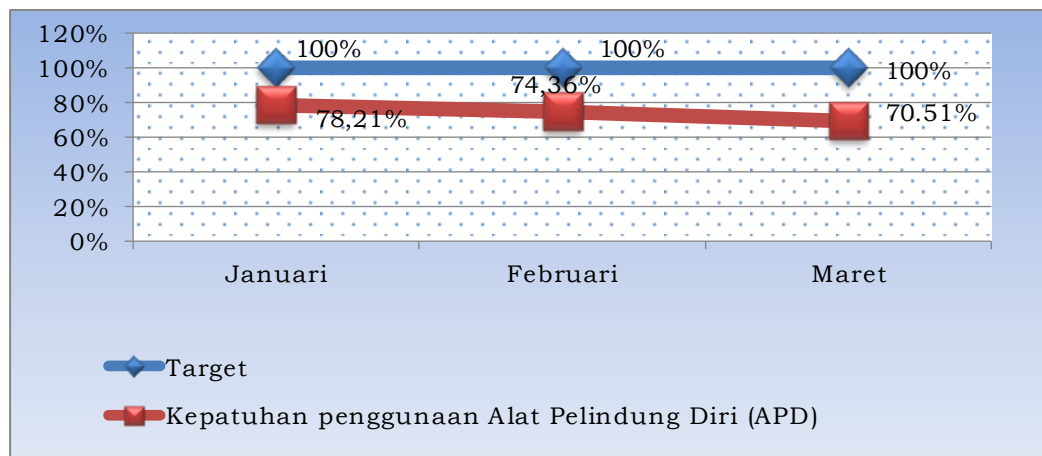 120%
100%
80%
60%
40%
20%
0%
100%
100%
100%
74,36%
78,21%
70.51%
Januari
Februari
Maret
Target
Kepatuhan penggunaan Alat Pelindung Diri (APD)